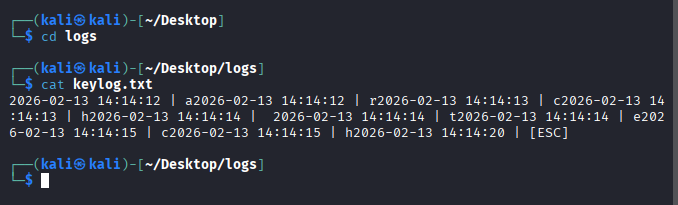 ┌──(kali㉿kali)-[~/Desktop]
└─$ cd logs
┌──(kali㉿kali)-[~/Desktop/logs]
└─$ cat keylog.txt
2026-02-13 14:14:12 | a2026-02-13 14:14:12 | r2026-02-13 14:14:13 | c2026-02-13 14
:14:13 | h2026-02-13 14:14:14 |  2026-02-13 14:14:14 | t2026-02-13 14:14:14 | e202
6-02-13 14:14:15 | c2026-02-13 14:14:15 | h2026-02-13 14:14:20 | [ESC]
┌──(kali㉿kali)-[~/Desktop/logs]
└─$